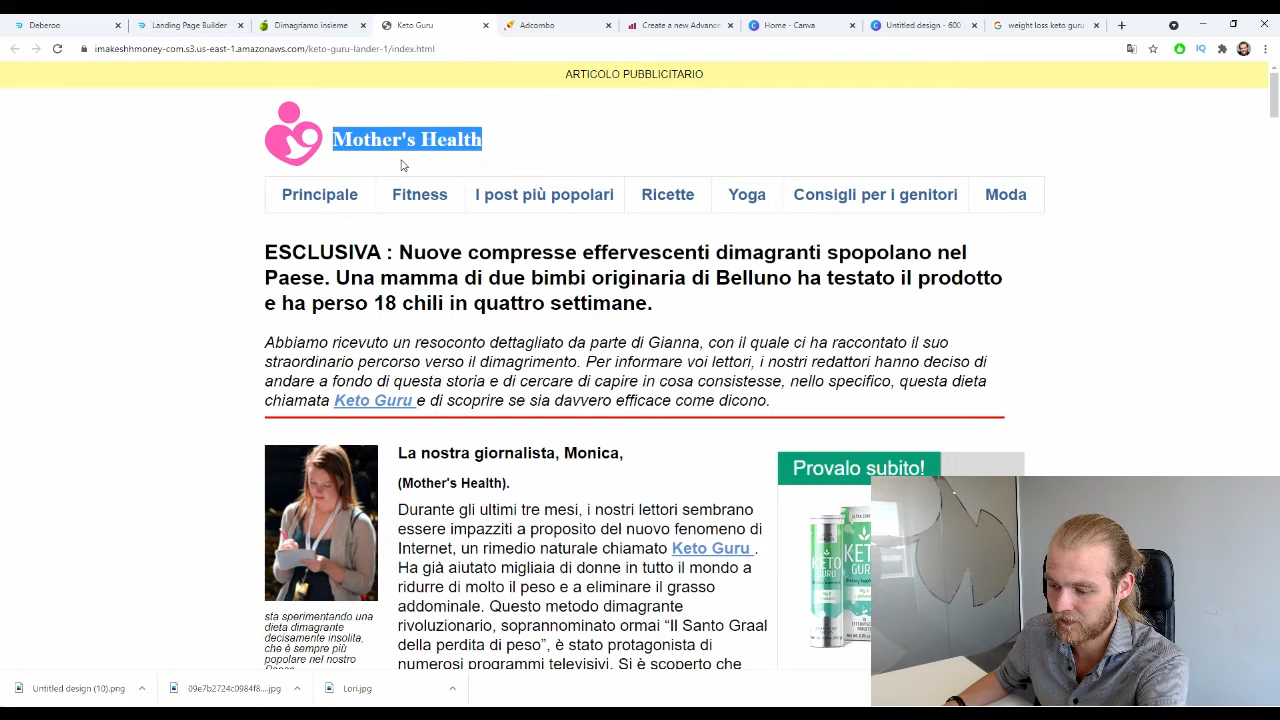 Deberoo
Landing Page Builder
Dimagriamo insieme
Keto Guru
Adcombo
Create a new Advance
Home - Canva
Untitled design - 600
weight loss keto guru
imakeshhmoney-com.s3.us-east-1.amazonaws.com/keto-guru-lander-1/index.html
IQ
ARTICOLO PUBBLICITARIO
Mother's Health
Principale
Fitness
I post più popolari
Ricette
Yoga
Consigli per i genitori
Moda
ESCLUSIVA : Nuove compresse effervescenti dimagranti spopolano nel
Paese. Una mamma di due bimbi originaria di Belluno ha testato il prodotto
e ha perso 18 chili in quattro settimane.
Abbiamo ricevuto un resoconto dettagliato da parte di Gianna, con il quale ci ha raccontato il suo
straordinario percorso verso il dimagrimento. Per informare voi lettori, i nostri redattori hanno deciso di
andare a fondo di questa storia e di cercare di capire in cosa consistesse, nello specifico, questa dieta
chiamata Keto Guru e di scoprire se sia davvero efficace come dicono.
La nostra giornalista, Monica,
(Mother's Health).
Durante gli ultimi tre mesi, i nostri lettori sembrano
essere impazziti a proposito del nuovo fenomeno di
Internet, un rimedio naturale chiamato Keto Guru .
Ha già aiutato migliaia di donne in tutto il mondo a
ridurre di molto il peso e a eliminare il grasso
addominale. Questo metodo dimagrante
rivoluzionario, soprannominato ormai “Il Santo Graal
della perdita di peso”, è stato protagonista di
numerosi programmi televisivi. Si è scoperto che
sta sperimentando una
dieta dimagrante
decisamente insolita,
che è sempre più
popolare nel nostro
Provalo subito!
KETO
GURU
KETO
GURU
Untitled design (10).png
09e7b2724c0984f8....jpg
Lori.jpg